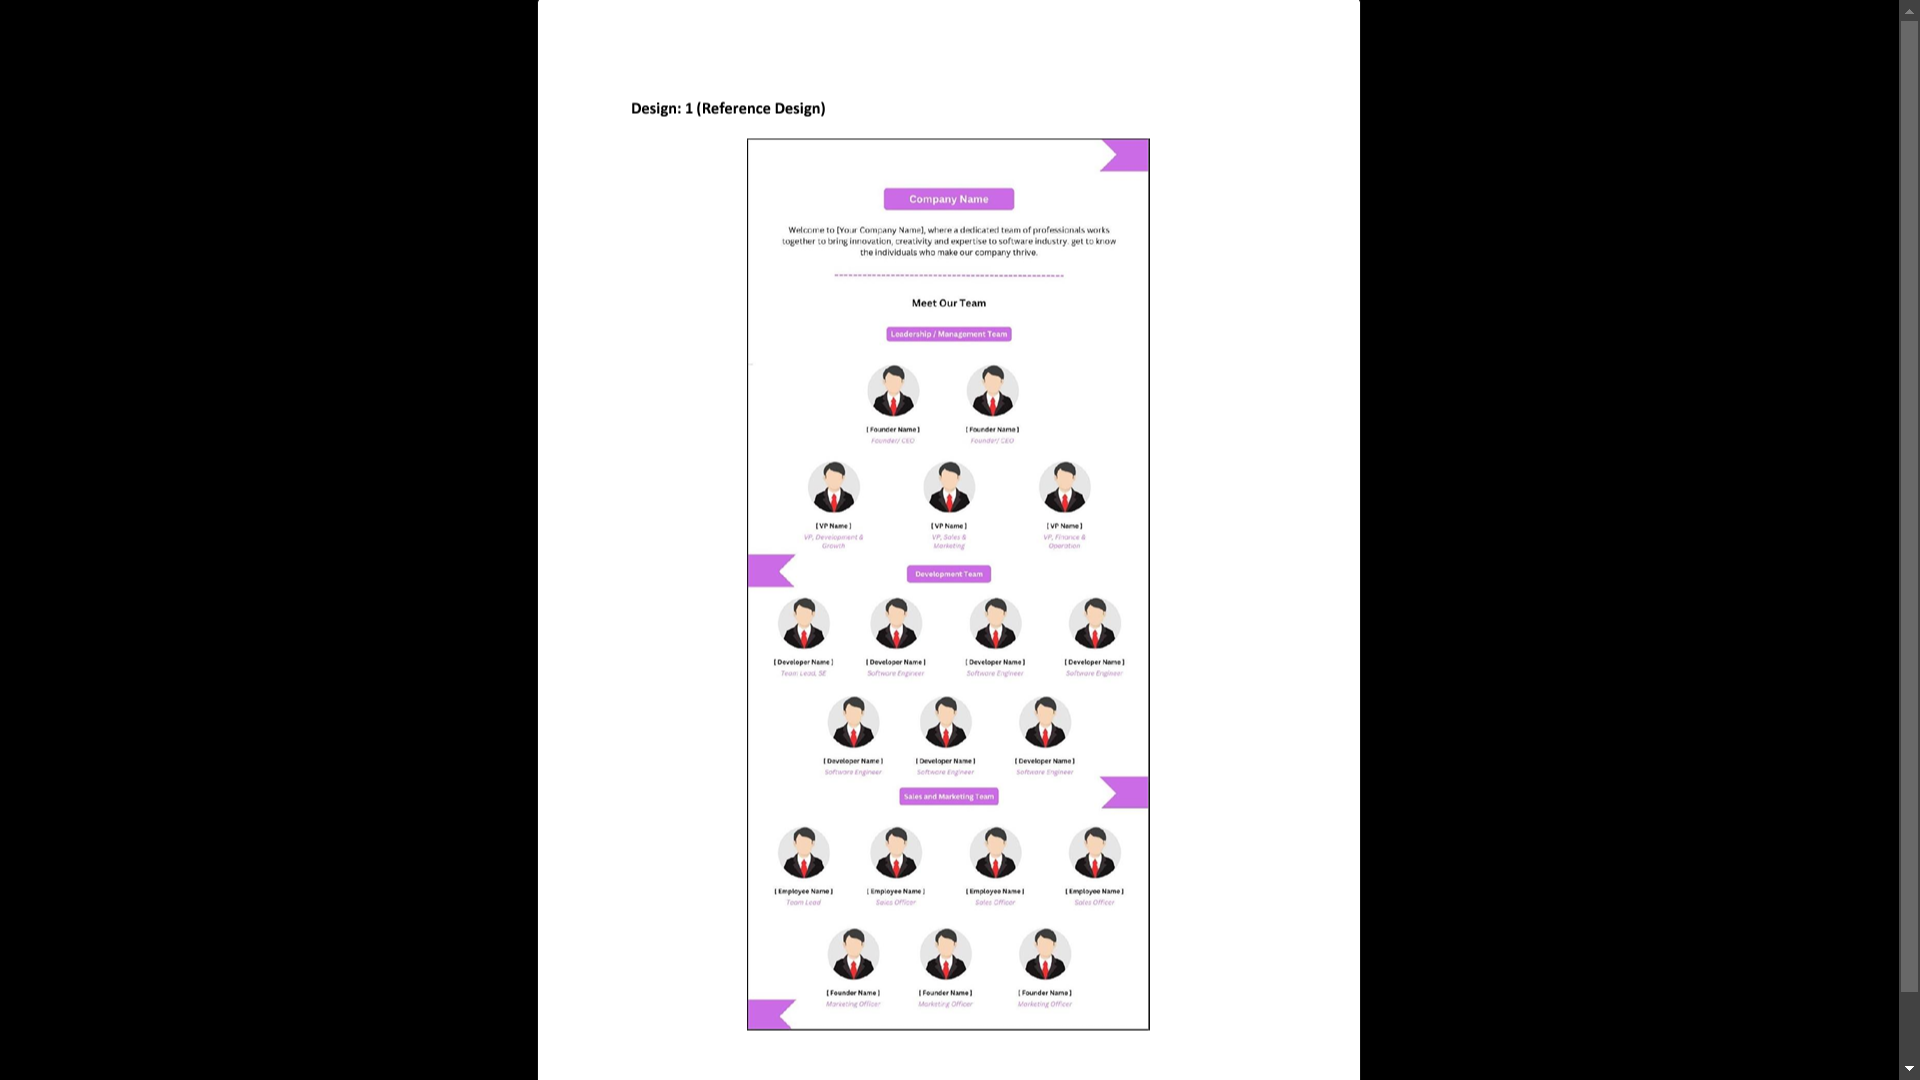 Design: 1 (Reference Design)
Company Name
Welcome to [Your Company Name], where a dedicated team of professionals works
together to bring innovation, creativity and expertise to software industry. get to know
the individuals who make our company thrive.
Meet Our Team
Leadership / Management Team
[ Founder Name ] [ Founder Name ]
Founder/ CEO Founder/ CEO
[ VP Name ] [ VP Name ] [ VP Name ]
VP, Development & VP, Sales & VP, Finance &
Growth Marketing Operation
Development Team
[ Developer Name ] [ Developer Name ] [ Developer Name ] [ Developer Name ]
Team Lead, SE Software Engineer Software Engineer Software Engineer
[ Developer Name ] [ Developer Name ] [ Developer Name ]
Software Engineer Software Engineer Software Engineer
Sales and Marketing Team
[ Employee Name ] [ Employee Name ] [ Employee Name ] [ Employee Name ]
Team Lead Sales Officer Sales Officer Sales Officer
[ Founder Name ] [ Founder Name ] [ Founder Name ]
Marketing Officer Marketing Officer Marketing Officer